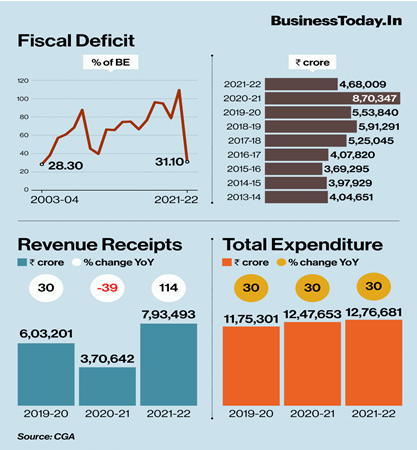 BusinessToday.In
Fiscal Deficit
% of BE
120
100
80
60
40
20
0
28.30
31.10
2003-04 2021-22
₹ crore
2021-22 4,68,009
2020-21 8,70,347
2019-20 5,53,840
2018-19 5,91,291
2017-18 5,25,045
2016-17 4,07,820
2015-16 3,69,295
2014-15 3,97,929
2013-14 4,04,651
Revenue Receipts
₹ crore % change YoY
30 -39 114
6,03,201 3,70,642 7,93,493
2019-20 2020-21 2021-22
Total Expenditure
₹ crore % change YoY
30 30 30
11,75,301 12,47,653 12,76,681
2019-20 2020-21 2021-22
Source: CGA